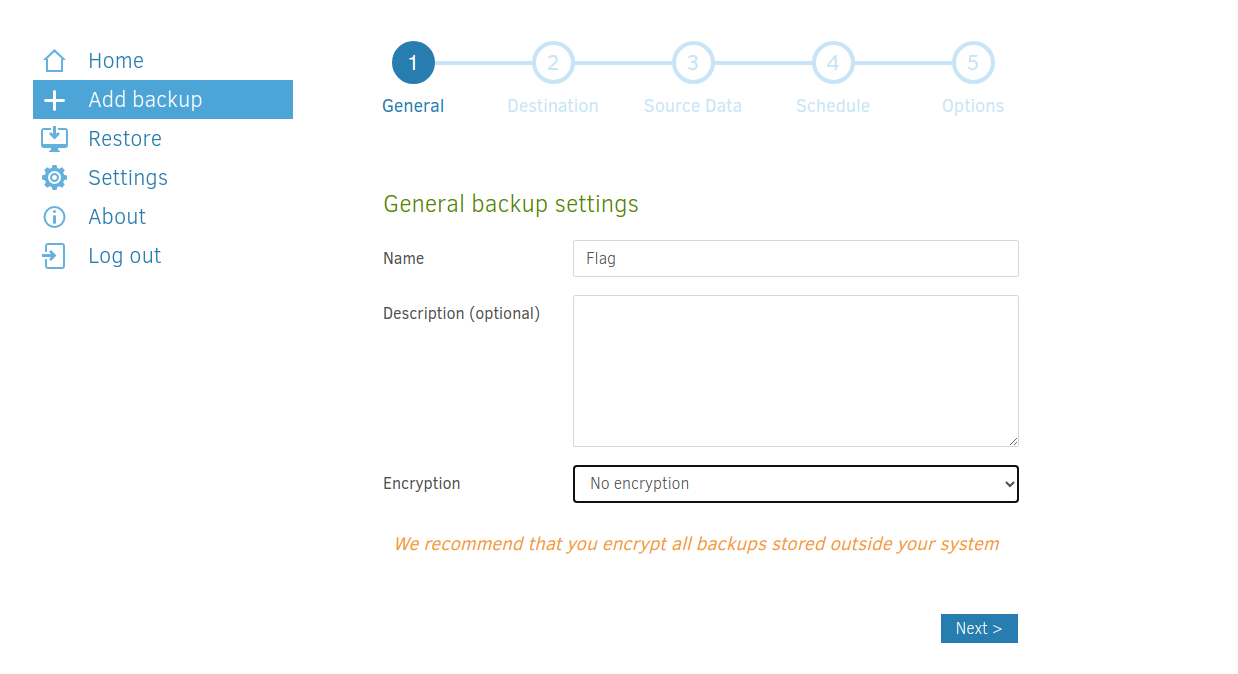 Home
Add backup
Restore
Settings
About
Log out
1 2 3 4 5
General Destination Source Data Schedule Options
General backup settings
Name Flag
Description (optional)
Encryption No encryption
We recommend that you encrypt all backups stored outside your system
Next >